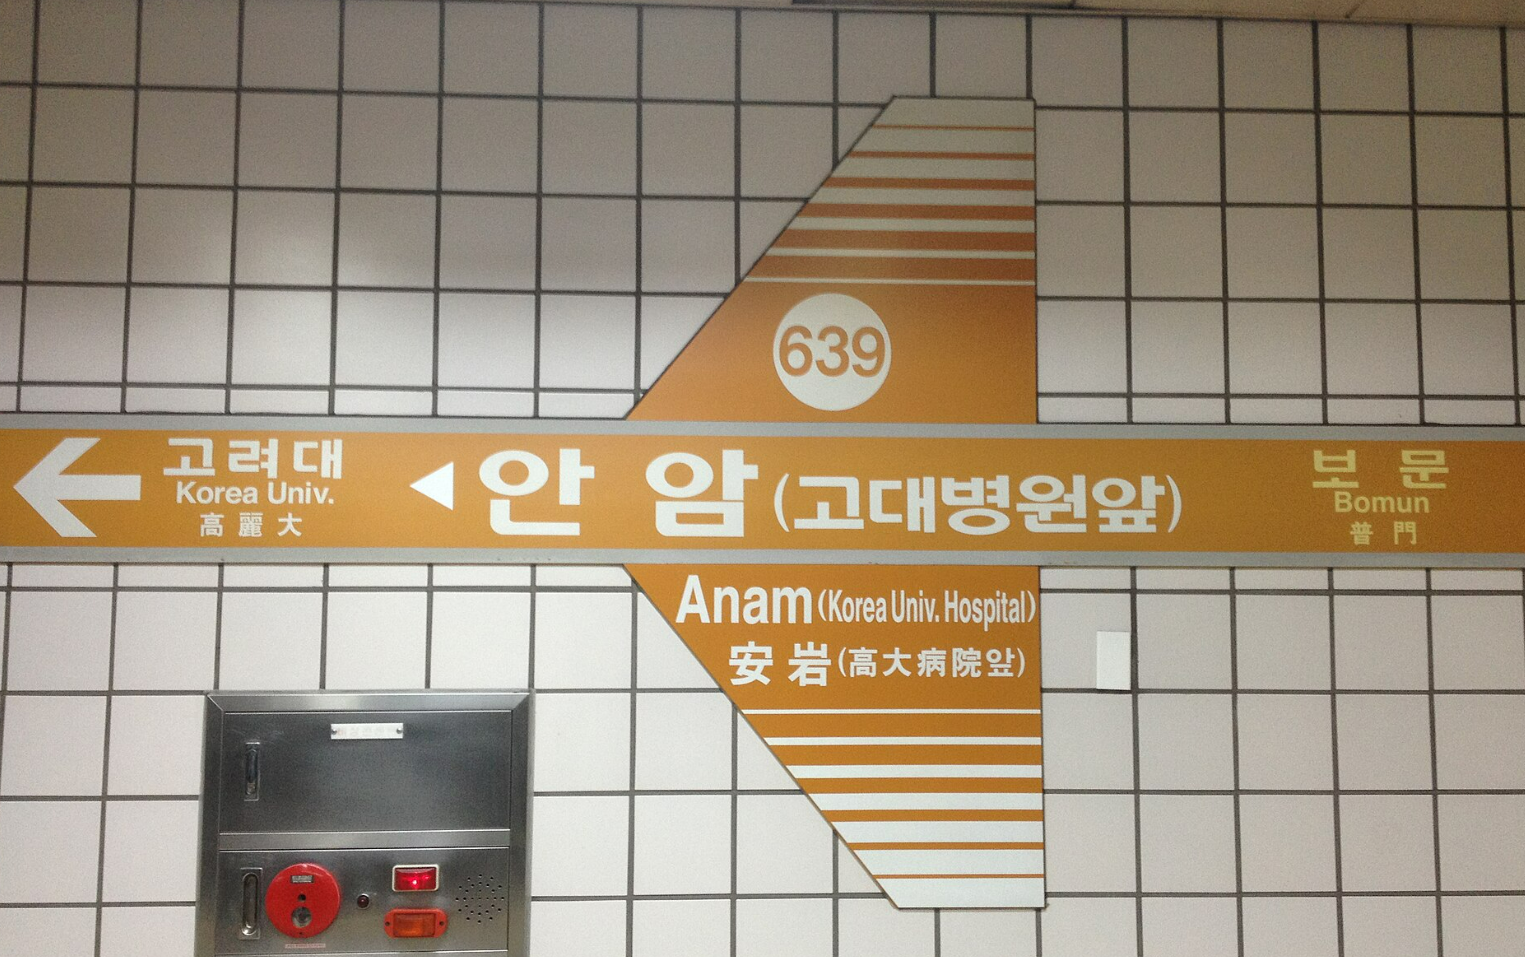 639
고려대
Korea Univ.
高麗大
안암(고대병원앞)
보문
Bomun
普門
Anam(Korea Univ. Hospital)
安岩(高大病院앞)